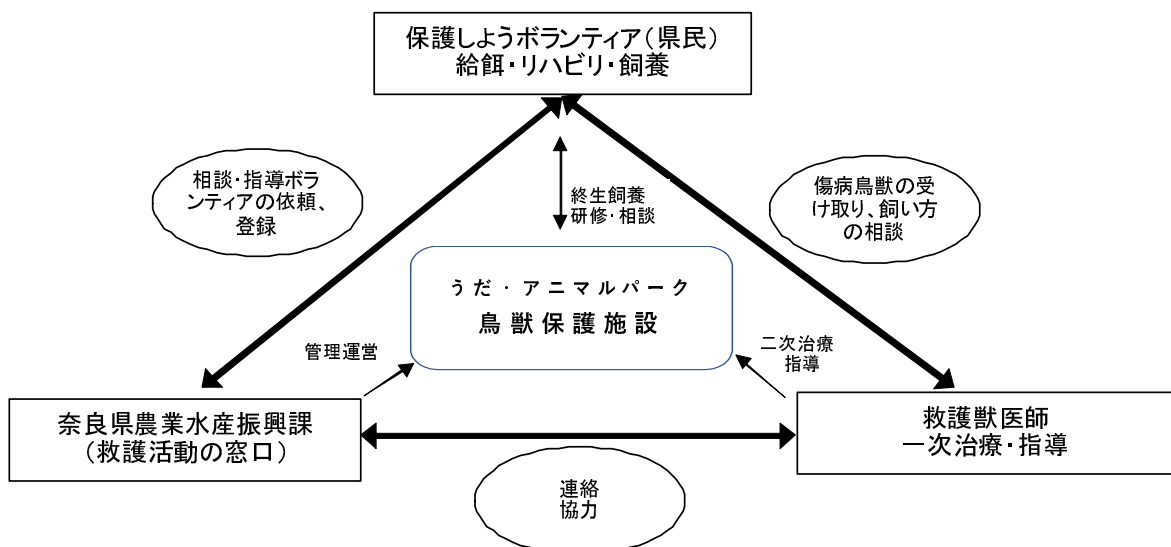 保護しようボランティア(県民)
給餌・リハビリ・飼養
相談・指導ボラ
ンティアの依頼、
登録
終生飼養
研修・相談
傷病鳥獣の受
け取り、飼い方
の相談
うだ・アニマルパーク
鳥獣保護施設
管理運営
二次治療
指導
奈良県農業水産振興課
(救護活動の窓口)
救護獣医師
一次治療・指導
連絡
協力